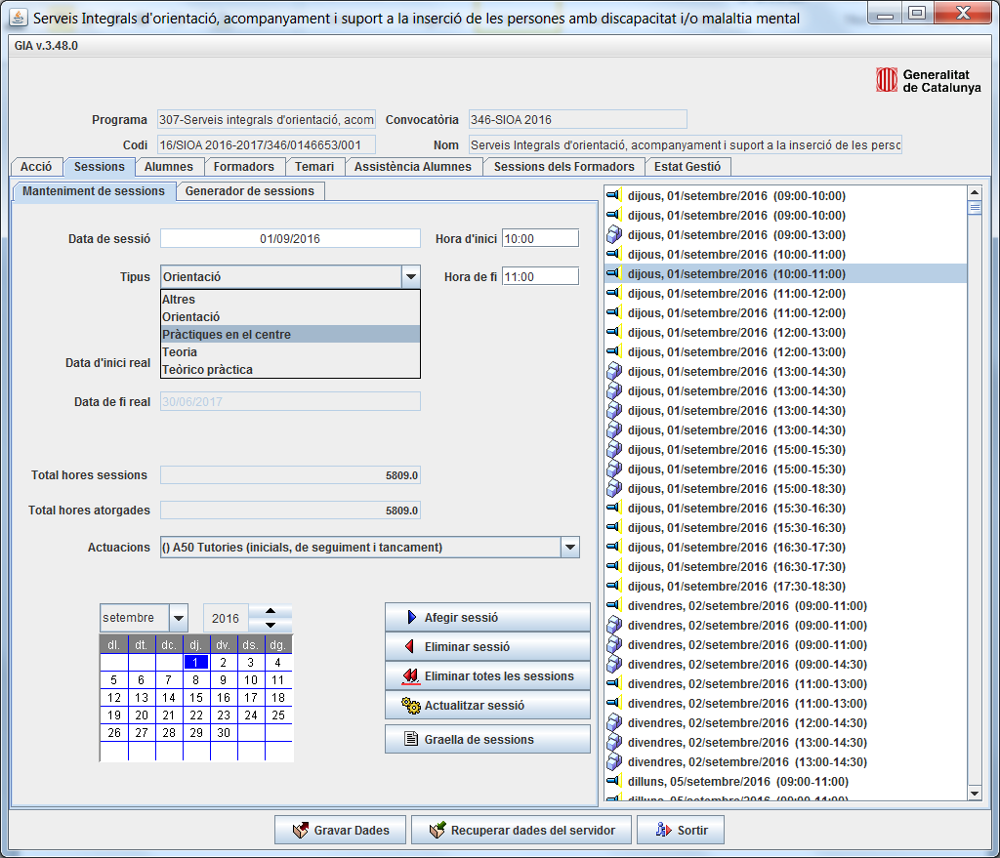 Serveis Integrals d'orientació, acompanyament i suport a la inserció de les persones amb discapacitat i/o malaltia mental
GIA v.3.48.0
Generalitat
de Catalunya
Programa 307-Serveis integrals d'orientació, acom Convocatòria 346-SIOA 2016
Codi 16/SIOA 2016-2017/346/0146653/001 Nom Serveis Integrals d'orientació, acompanyament i suport a la inserció de les persc
Acció Sessions Alumnes Formadors Temari Assistència Alumnes Sessions dels Formadors Estat Gestió
Manteniment de sessions Generador de sessions
Data de sessió 01/09/2016 Hora d'inici 10:00
Tipus Orientació Hora de fi 11:00
Altres
Orientació
Pràctiques en el centre
Teoria
Teòrico pràctica
Data d'inici real
Data de fi real 30/06/2017
Total hores sessions 5809.0
Total hores atorgades 5809.0
Actuacions () A50 Tutories (inicials, de seguiment i tancament)
setembre 2016
dl. dt. dc. dj. dv. ds. dg.
1 2 3 4
5 6 7 8 9 10 11
12 13 14 15 16 17 18
19 20 21 22 23 24 25
26 27 28 29 30
Afegir sessió
Eliminar sessió
Eliminar totes les sessions
Actualitzar sessió
Graella de sessions
dijous, 01/setembre/2016 (09:00-10:00)
dijous, 01/setembre/2016 (09:00-10:00)
dijous, 01/setembre/2016 (09:00-13:00)
dijous, 01/setembre/2016 (10:00-11:00)
dijous, 01/setembre/2016 (10:00-11:00)
dijous, 01/setembre/2016 (11:00-12:00)
dijous, 01/setembre/2016 (11:00-12:00)
dijous, 01/setembre/2016 (12:00-13:00)
dijous, 01/setembre/2016 (12:00-13:00)
dijous, 01/setembre/2016 (13:00-14:30)
dijous, 01/setembre/2016 (13:00-14:30)
dijous, 01/setembre/2016 (13:00-14:30)
dijous, 01/setembre/2016 (13:00-14:30)
dijous, 01/setembre/2016 (15:00-15:30)
dijous, 01/setembre/2016 (15:00-15:30)
dijous, 01/setembre/2016 (15:00-18:30)
dijous, 01/setembre/2016 (15:30-16:30)
dijous, 01/setembre/2016 (15:30-16:30)
dijous, 01/setembre/2016 (16:30-17:30)
dijous, 01/setembre/2016 (16:30-17:30)
dijous, 01/setembre/2016 (17:30-18:30)
divendres, 02/setembre/2016 (09:00-11:00)
divendres, 02/setembre/2016 (09:00-11:00)
divendres, 02/setembre/2016 (09:00-11:00)
divendres, 02/setembre/2016 (09:00-14:30)
divendres, 02/setembre/2016 (11:00-13:00)
divendres, 02/setembre/2016 (11:00-13:00)
divendres, 02/setembre/2016 (12:00-14:30)
divendres, 02/setembre/2016 (13:00-14:30)
divendres, 02/setembre/2016 (13:00-14:30)
dilluns, 05/setembre/2016 (09:00-11:00)
dilluns, 05/setembre/2016 (09:00-11:00)
Gravar Dades Recuperar dades del servidor Sortir